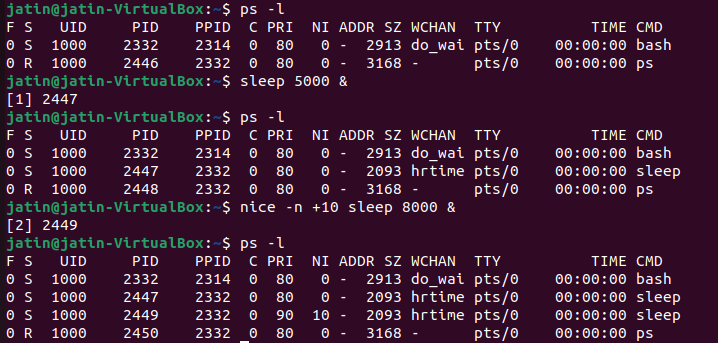 jatin@jatin-VirtualBox:~$ ps -l
F S   UID     PID    PPID  C PRI  NI ADDR SZ WCHAN  TTY          TIME CMD
0 S  1000    2332    2314  0  80   0 -  2913 do_wai pts/0    00:00:00 bash
0 R  1000    2446    2332  0  80   0 -  3168 -      pts/0    00:00:00 ps
jatin@jatin-VirtualBox:~$ sleep 5000 &
[1] 2447
jatin@jatin-VirtualBox:~$ ps -l
F S   UID     PID    PPID  C PRI  NI ADDR SZ WCHAN  TTY          TIME CMD
0 S  1000    2332    2314  0  80   0 -  2913 do_wai pts/0    00:00:00 bash
0 S  1000    2447    2332  0  80   0 -  2093 hrtime pts/0    00:00:00 sleep
0 R  1000    2448    2332  0  80   0 -  3168 -      pts/0    00:00:00 ps
jatin@jatin-VirtualBox:~$ nice -n +10 sleep 8000 &
[2] 2449
jatin@jatin-VirtualBox:~$ ps -l
F S   UID     PID    PPID  C PRI  NI ADDR SZ WCHAN  TTY          TIME CMD
0 S  1000    2332    2314  0  80   0 -  2913 do_wai pts/0    00:00:00 bash
0 S  1000    2447    2332  0  80   0 -  2093 hrtime pts/0    00:00:00 sleep
0 S  1000    2449    2332  0  90  10 -  2093 hrtime pts/0    00:00:00 sleep
0 R  1000    2450    2332  0  80   0 -  3168 -      pts/0    00:00:00 ps